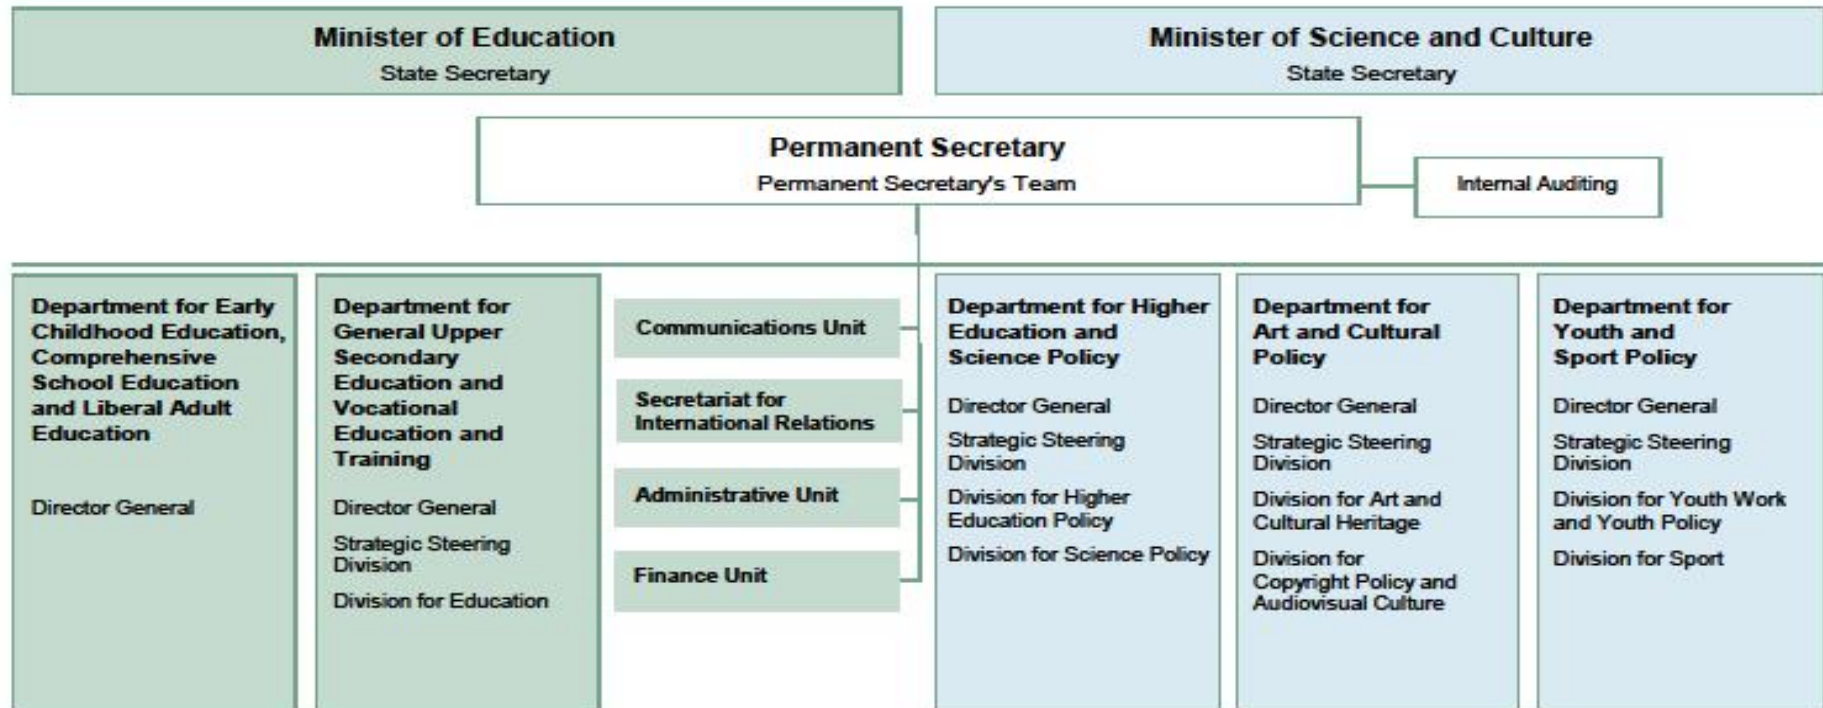 Minister of Education
State Secretary
Minister of Science and Culture
State Secretary
Permanent Secretary
Permanent Secretary's Team
Internal Auditing
Department for Early
Childhood Education,
Comprehensive
School Education
and Liberal Adult
Education
Director General
Department for
General Upper
Secondary
Education and
Vocational
Education and
Training
Director General
Strategic Steering
Division
Division for Education
Communications Unit
Secretariat for
International Relations
Administrative Unit
Finance Unit
Department for Higher
Education and
Science Policy
Director General
Strategic Steering
Division
Division for Higher
Education Policy
Division for Science Policy
Department for
Art and Cultural
Policy
Director General
Strategic Steering
Division
Division for Art and
Cultural Heritage
Division for
Copyright Policy and
Audiovisual Culture
Department for
Youth and
Sport Policy
Director General
Strategic Steering
Division
Division for Youth Work
and Youth Policy
Division for Sport